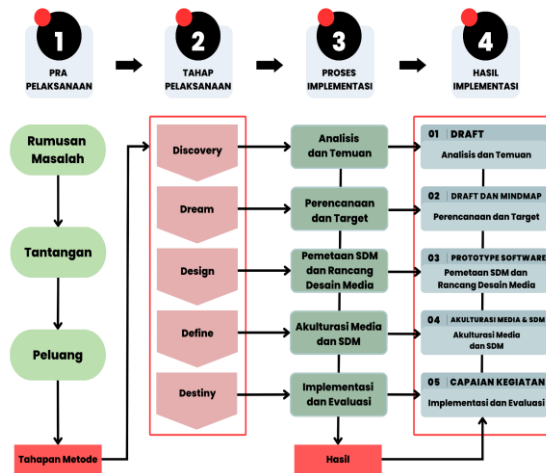 1
PRA
PELAKSANAAN
2
TAHAP
PELAKSANAAN
3
PROSES
IMPLEMENTASI
4
HASIL
IMPLEMENTASI
Rumusan
Masalah
Tantangan
Peluang
Tahapan Metode
Discovery
Dream
Design
Define
Destiny
Analisis
dan Temuan
Perencanaan
dan Target
Pemetaan SDM
dan Rancang
Desain Media
Akulturasi Media
dan SDM
Implementasi
dan Evaluasi
Hasil
01 DRAFT
Analisis dan Temuan
02 DRAFT DAN MINDMAP
Perencanaan dan Target
03 PROTOTYPE SOFTWARE
Pemetaan SDM dan
Rancang Desain Media
04 AKULTURASI MEDIA & SDM
Akulturasi Media
dan SDM
05 CAPAIAN KEGIATAN
Implementasi dan Evaluasi